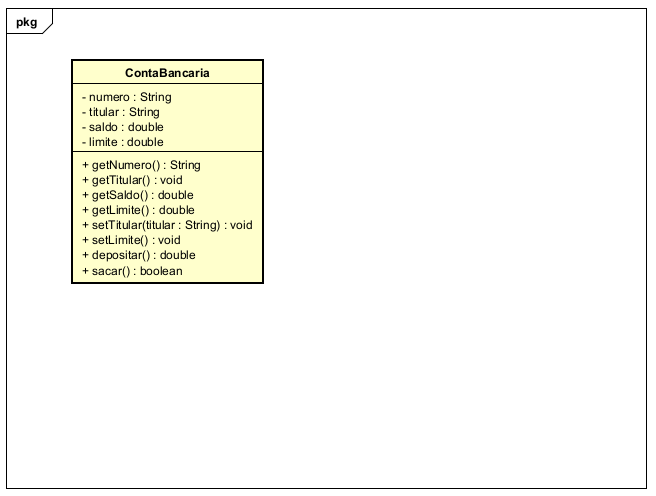 pkg
ContaBancaria
- numero : String
- titular : String
- saldo : double
- limite : double
+ getNumero() : String
+ getTitular() : void
+ getSaldo() : double
+ getLimite() : double
+ setTitular(titular : String) : void
+ setLimite() : void
+ depositar() : double
+ sacar() : boolean